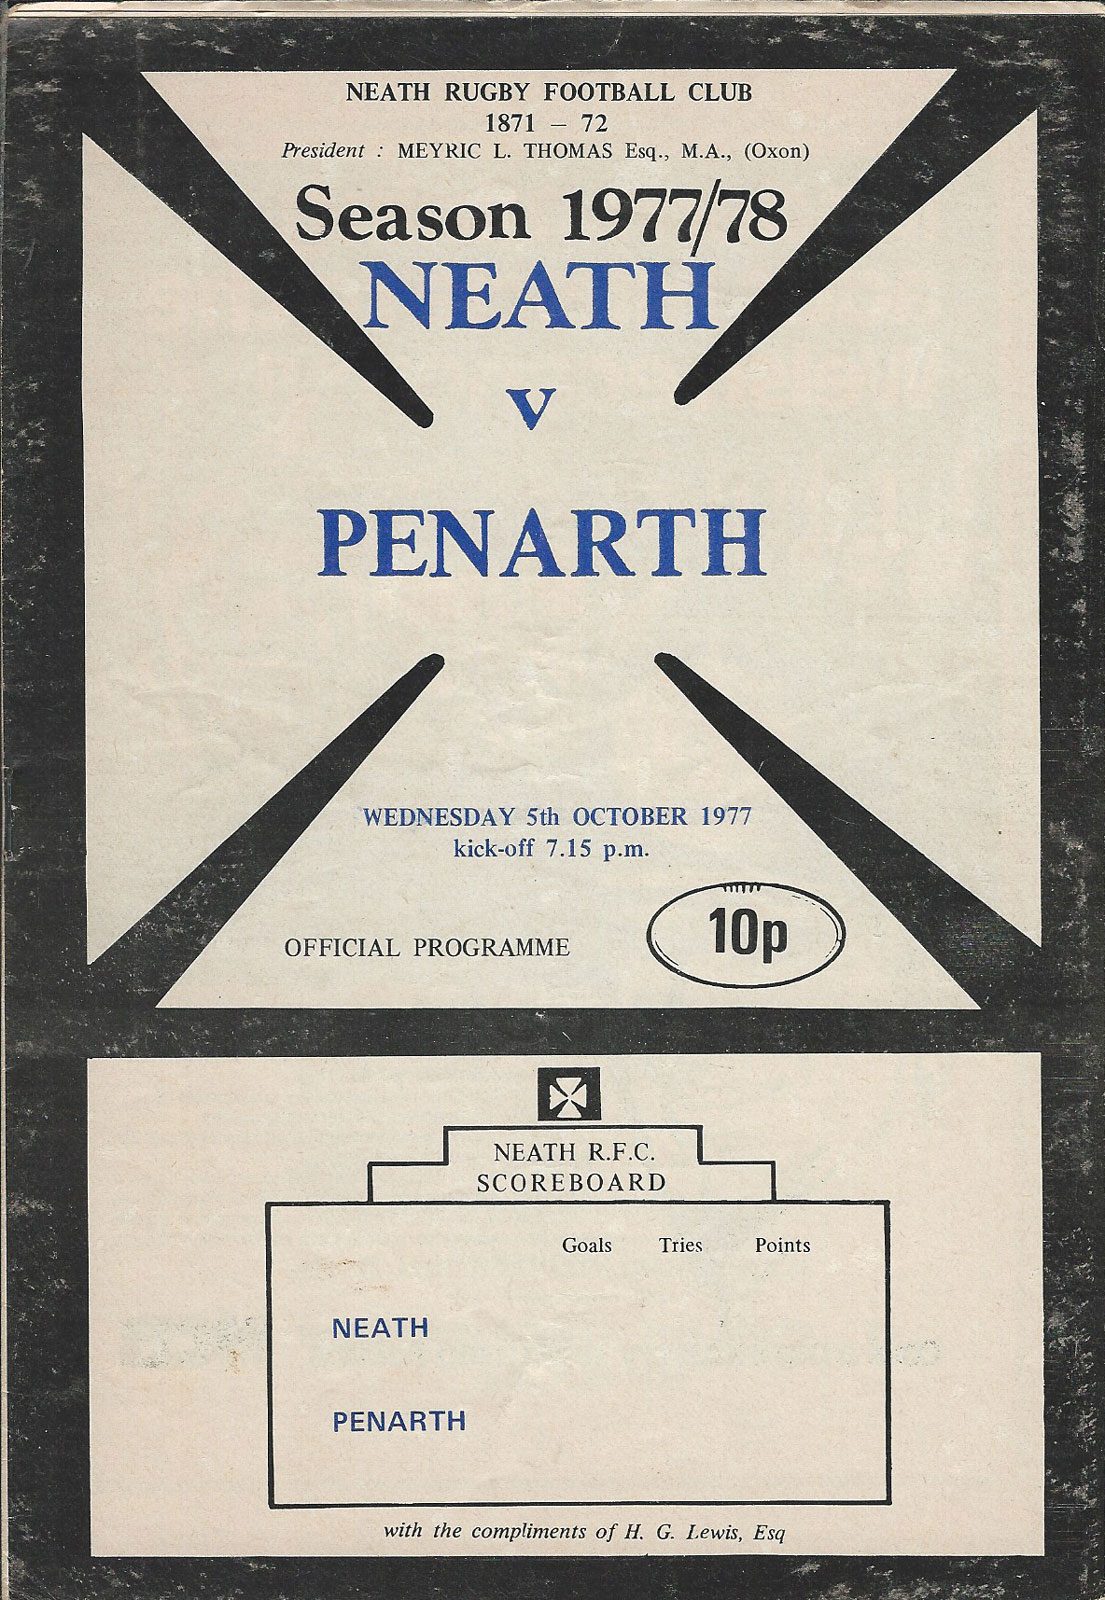 NEATH RUGBY FOOTBALL CLUB
1871 – 72
President : MEYRIC L. THOMAS Esq., M.A., (Oxon)
Season 1977/78
NEATH
v
PENARTH
WEDNESDAY 5th OCTOBER 1977
kick-off 7.15 p.m.
OFFICIAL PROGRAMME
10p
NEATH R.F.C.
SCOREBOARD
Goals Tries Points
NEATH
PENARTH
with the compliments of H. G. Lewis, Esq